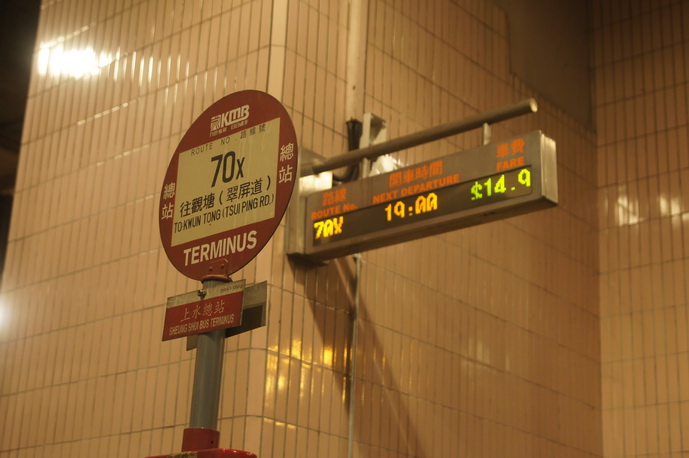 KMB
ROUTE NO. 路線號
70X
往觀塘(翠屏道)
TO KWUN TONG (TSUI PING RD.)
總站
總站
TERMINUS
上水總站
SHEUNG SHUI BUS TERMINUS
路線 開車時間 車費
ROUTE No. NEXT DEPARTURE FARE
70X 19:00 $14.9